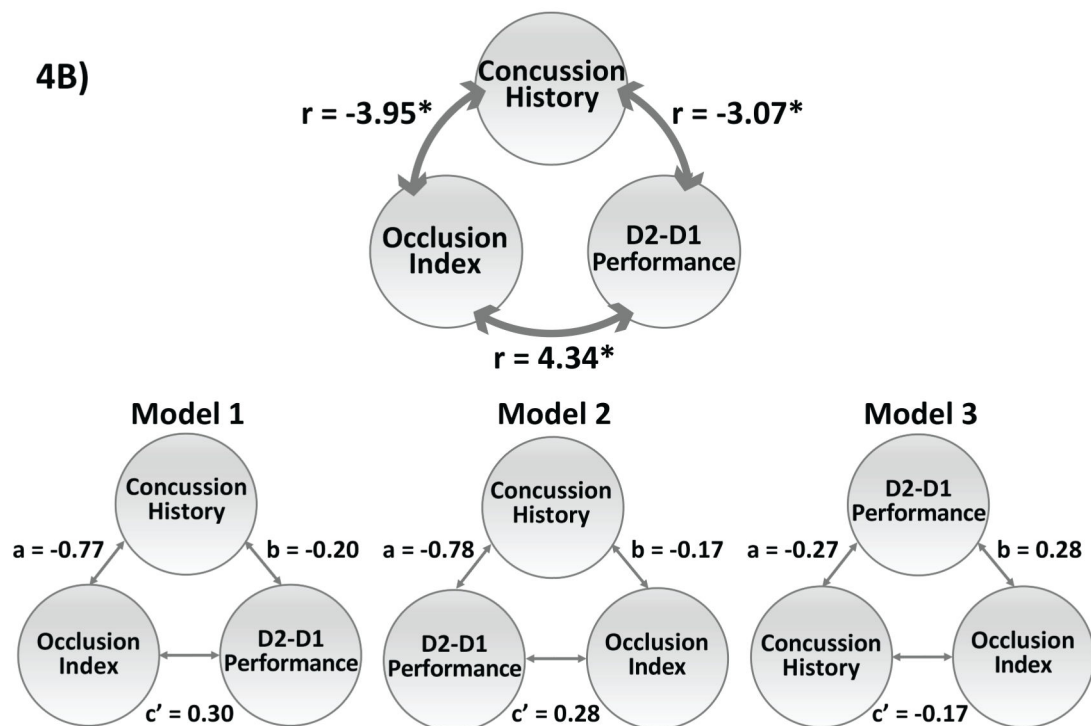 4B)
Concussion
History
r = -3.95*
r = -3.07*
Occlusion
Index
D2-D1
Performance
r = 4.34*
Model 1
Concussion
History
a = -0.77
b = -0.20
Occlusion
Index
D2-D1
Performance
c’ = 0.30
Model 2
Concussion
History
a = -0.78
b = -0.17
D2-D1
Performance
Occlusion
Index
c’ = 0.28
Model 3
D2-D1
Performance
a = -0.27
b = 0.28
Concussion
History
Occlusion
Index
c’ = -0.17